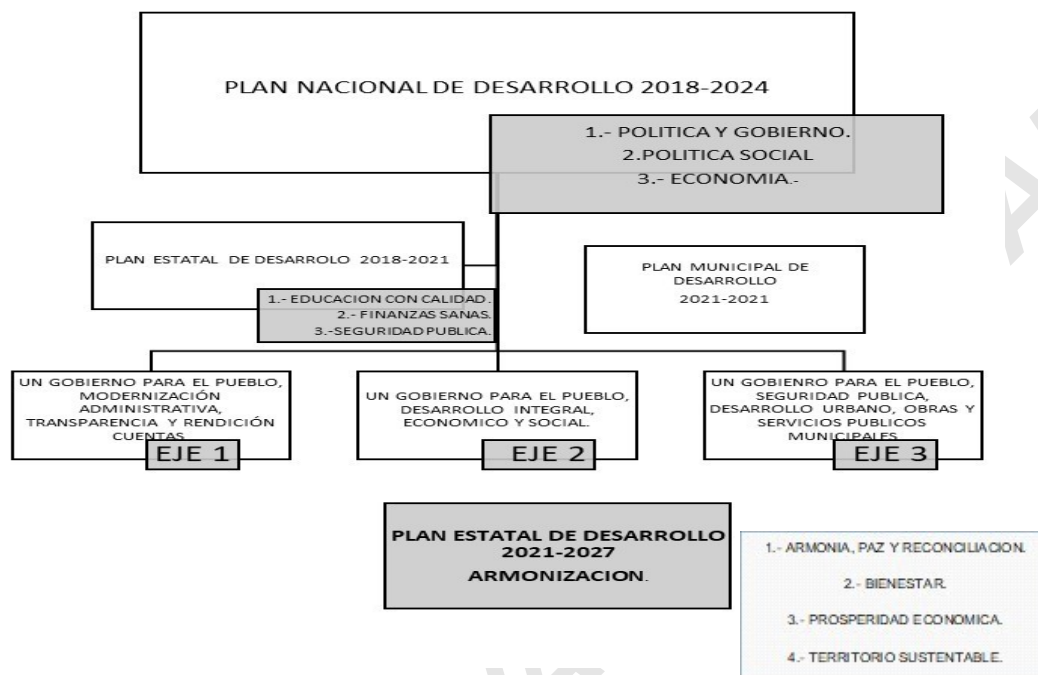 PLAN NACIONAL DE DESARROLLO 2018-2024
1.- POLITICA Y GOBIERNO.
2.POLITICA SOCIAL
3.- ECONOMIA.-
PLAN ESTATAL DE DESARROLO 2018-2021
1.- EDUCACION CON CALIDAD.
2.- FINANZAS SANAS.
3.-SEGURIDAD PUBLICA.
PLAN MUNICIPAL DE
DESARROLLO
2021-2021
UN GOBIERNO PARA EL PUEBLO,
MODERNIZACIÓN
ADMINISTRATIVA,
TRANSPARENCIA Y RENDICIÓN
CUENTAS
EJE 1
UN GOBIERNO PARA EL PUEBLO,
DESARROLLO INTEGRAL,
ECONOMICO Y SOCIAL.
EJE 2
UN GOBIENRO PARA EL PUEBLO,
SEGURIDAD PUBLICA,
DESARROLLO URBANO, OBRAS Y
SERVICIOS PUBLICOS
MUNICIPALES
EJE 3
PLAN ESTATAL DE DESARROLLO
2021-2027
ARMONIZACION.
1.- ARMONIA, PAZ Y RECONCILIACION.
2.- BIENESTAR.
3.- PROSPERIDAD ECONOMICA.
4.- TERRITORIO SUSTENTABLE.